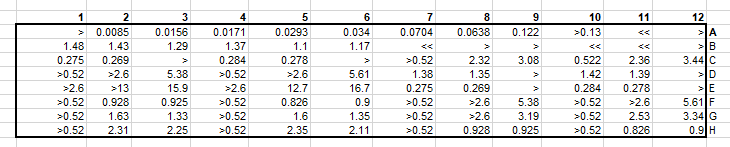 1 2 3 4 5 6 7 8 9 10 11 12
> 0.0085 0.0156 0.0171 0.0293 0.034 0.0704 0.0638 0.122 >0.13 << > A
1.48 1.43 1.29 1.37 1.1 1.17 << > > << << > B
0.275 0.269 > 0.284 0.278 > >0.52 2.32 3.08 0.522 2.36 3.44 C
>0.52 >2.6 5.38 >0.52 >2.6 5.61 1.38 1.35 > 1.42 1.39 > D
>2.6 >13 15.9 >2.6 12.7 16.7 0.275 0.269 > 0.284 0.278 > E
>0.52 0.928 0.925 >0.52 0.826 0.9 >0.52 >2.6 5.38 >0.52 >2.6 5.61 F
>0.52 1.63 1.33 >0.52 1.6 1.35 >0.52 >2.6 3.19 >0.52 2.53 3.34 G
>0.52 2.31 2.25 >0.52 2.35 2.11 >0.52 0.928 0.925 >0.52 0.826 0.9 H